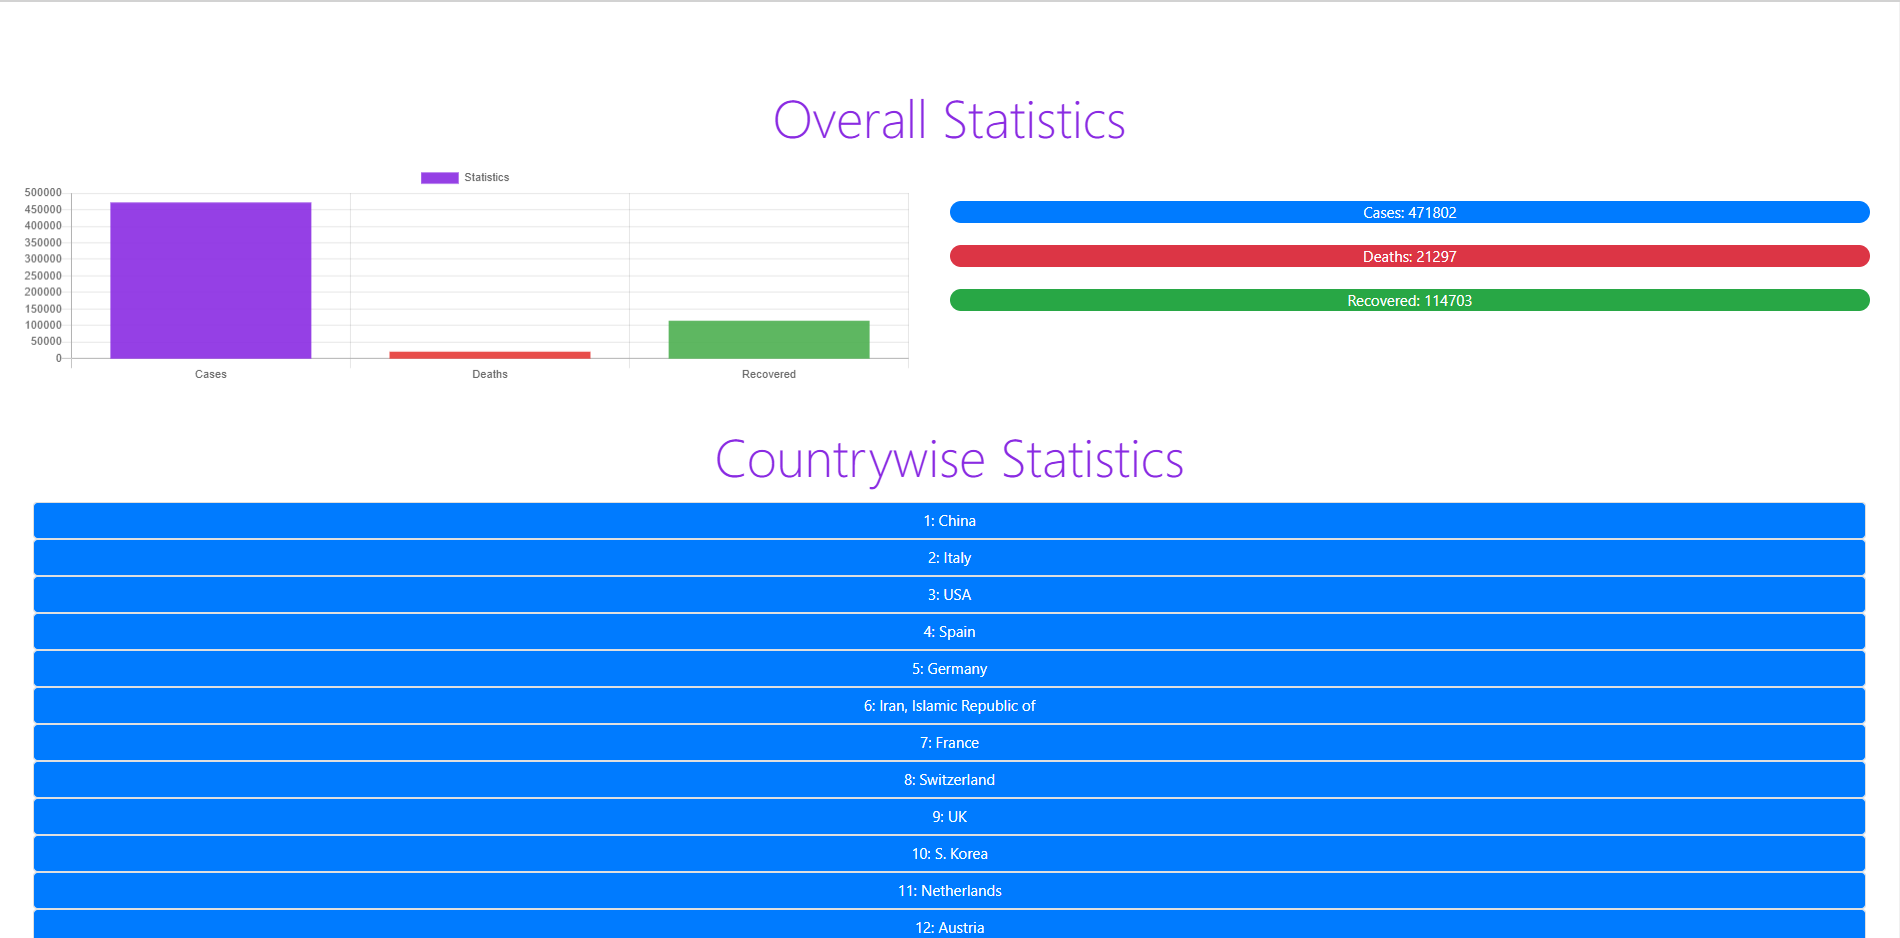 Overall Statistics
Statistics
500000
450000
400000
350000
300000
250000
200000
150000
100000
50000
0
Cases Deaths Recovered
Cases: 471802
Deaths: 21297
Recovered: 114703
Countrywise Statistics
1: China
2: Italy
3: USA
4: Spain
5: Germany
6: Iran, Islamic Republic of
7: France
8: Switzerland
9: UK
10: S. Korea
11: Netherlands
12: Austria